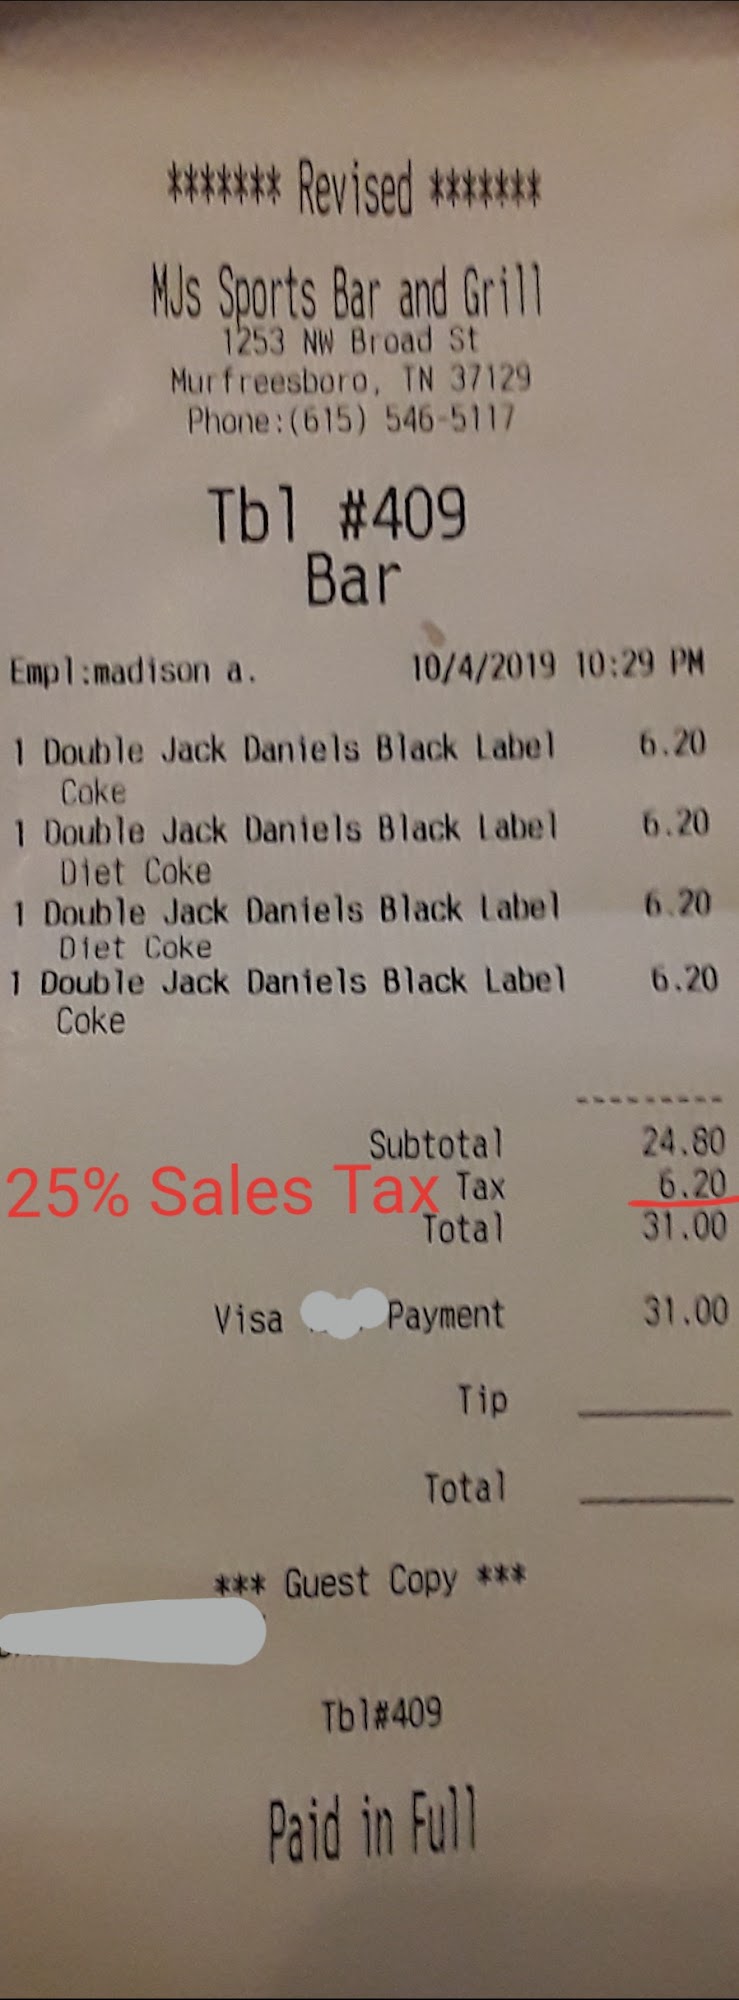 ******* Revised *******
MJs Sports Bar and Grill
1253 NW Broad St
Murfreesboro, TN 37129
Phone:(615) 546-5117
Tbl #409
Bar
Empl:madison a. 10/4/2019 10:29 PM
1 Double Jack Daniels Black Label 6.20
Coke
1 Double Jack Daniels Black Label 6.20
Diet Coke
1 Double Jack Daniels Black Label 6.20
Diet Coke
1 Double Jack Daniels Black Label 6.20
Coke
---------
Subtotal 24.80
25% Sales Tax Tax 6.20
Total 31.00
Visa Payment 31.00
Tip
Total
*** Guest Copy ***
Tbl#409
Paid in Full